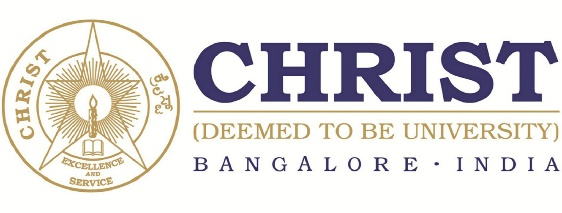 CHRIST
ಕ್ರೈಸ್ಟ್
EXCELLENCE
AND
SERVICE
CHRIST
(DEEMED TO BE UNIVERSITY)
BANGALORE · INDIA